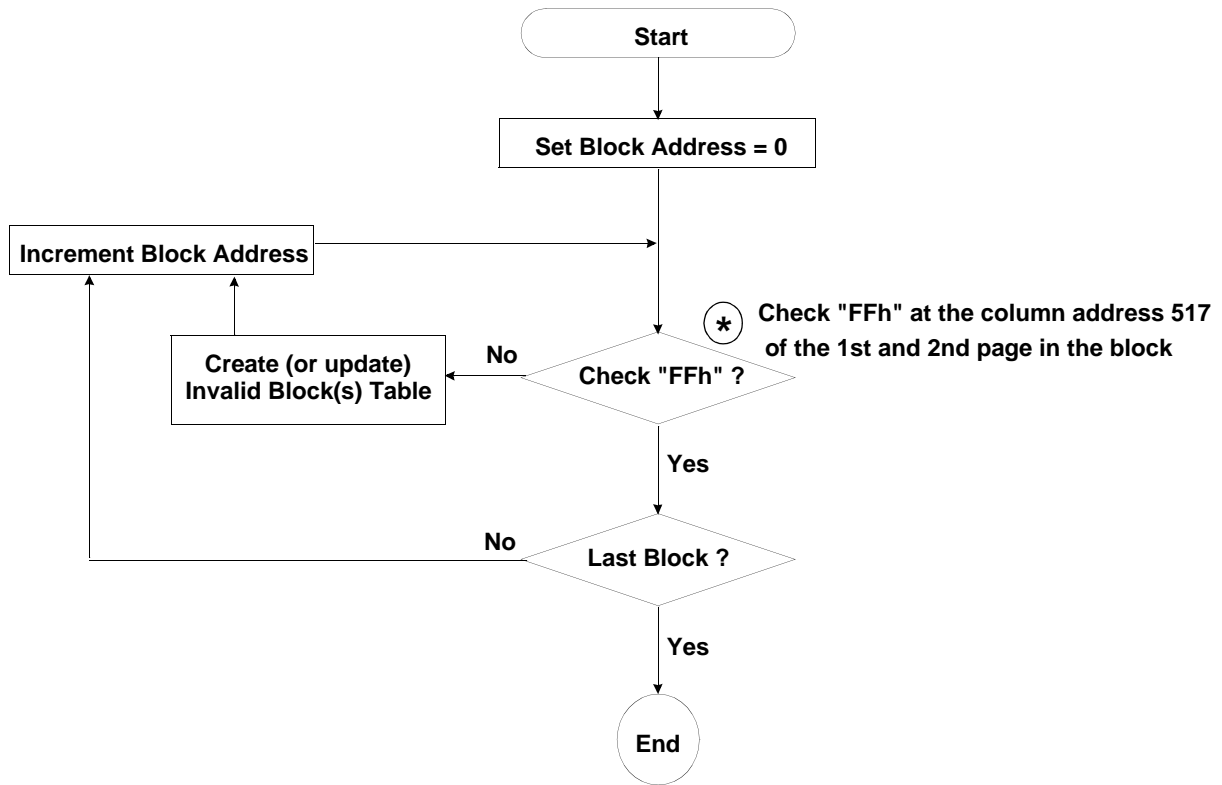 Start
Set Block Address = 0
Increment Block Address
* Check "FFh" at the column address 517
of the 1st and 2nd page in the block
No
Create (or update)
Invalid Block(s) Table
Check "FFh" ?
Yes
No
Last Block ?
Yes
End